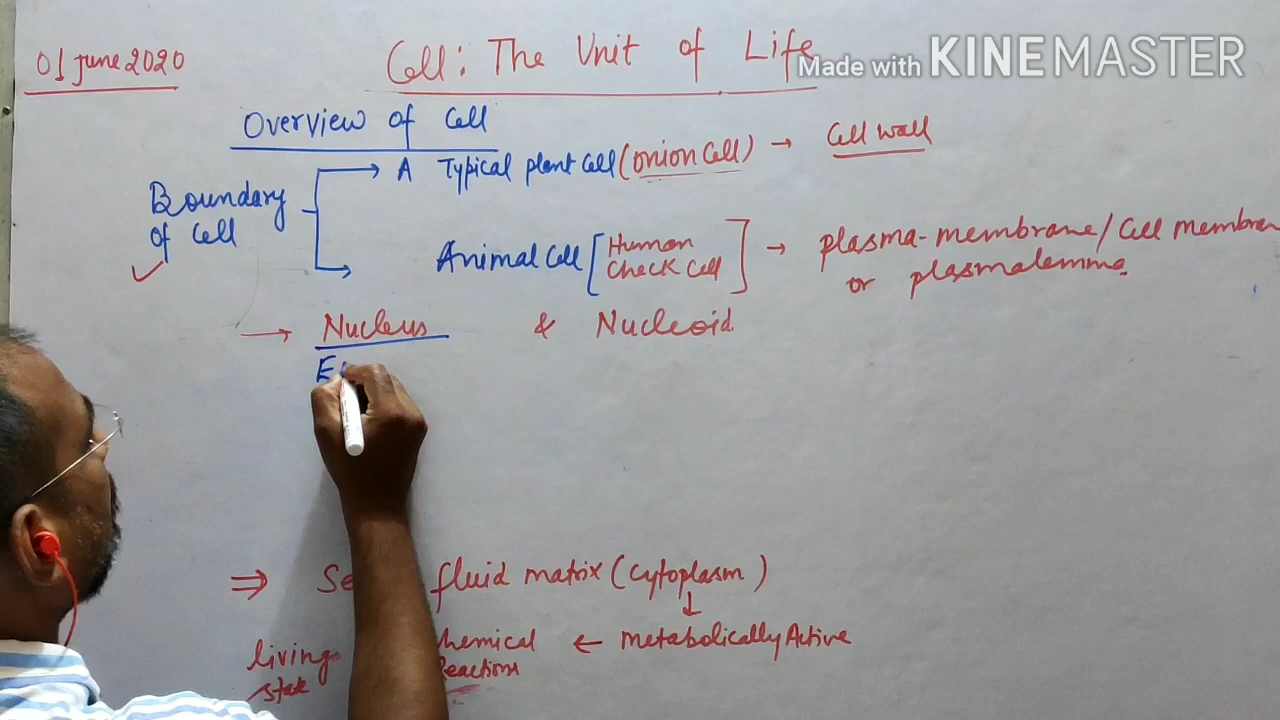 01 June 2020
Cell: The Unit of Life
Made with KINEMASTER
Overview of Cell
A Typical plant Cell (onion Cell) → Cell wall
Boundary of Cell
Animal Cell [Human Check Cell] → plasma-membrane/Cell membran
or plasmalemma
→ Nucleus & Nucleoid
⇒ fluid matrix (Cytoplasm)
↓
living hemical ← metabolically Active
state Reactions